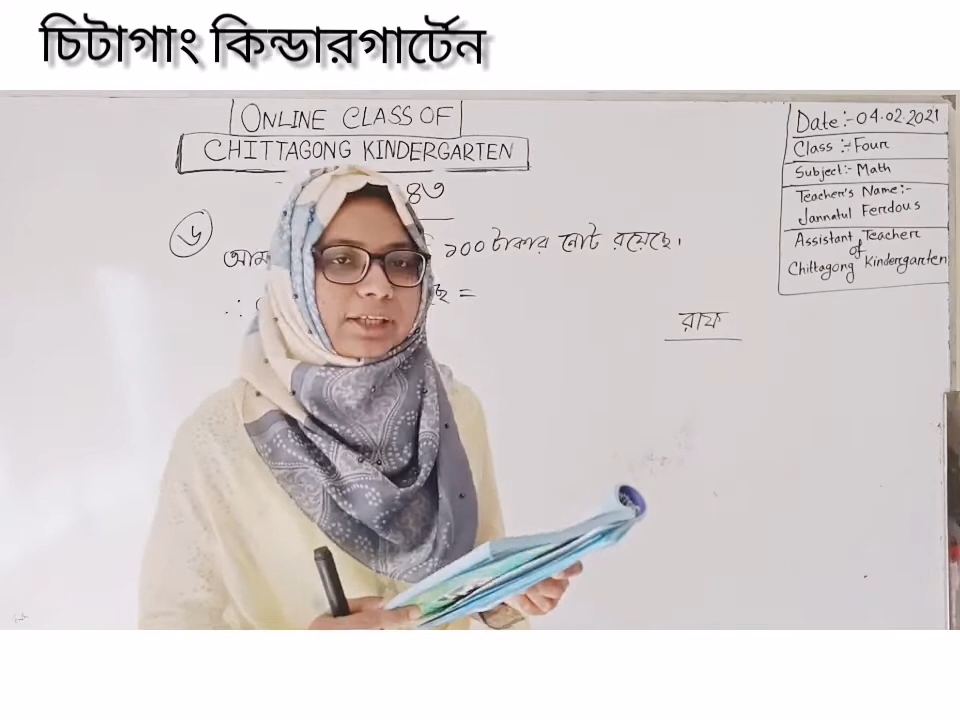 চিটাগাং কিন্ডারগার্টেন
ONLINE CLASS OF
CHITTAGONG KINDERGARTEN
৪৩
৬
১০০ টাকার নোট রয়েছে।
∴
=
রাফ
Date:- 04.02.2021
Class :- Four
Subject:- Math
Teacher's Name:-
Jannatul Ferdous
Assistant Teacher
of
Chittagong Kindergarten